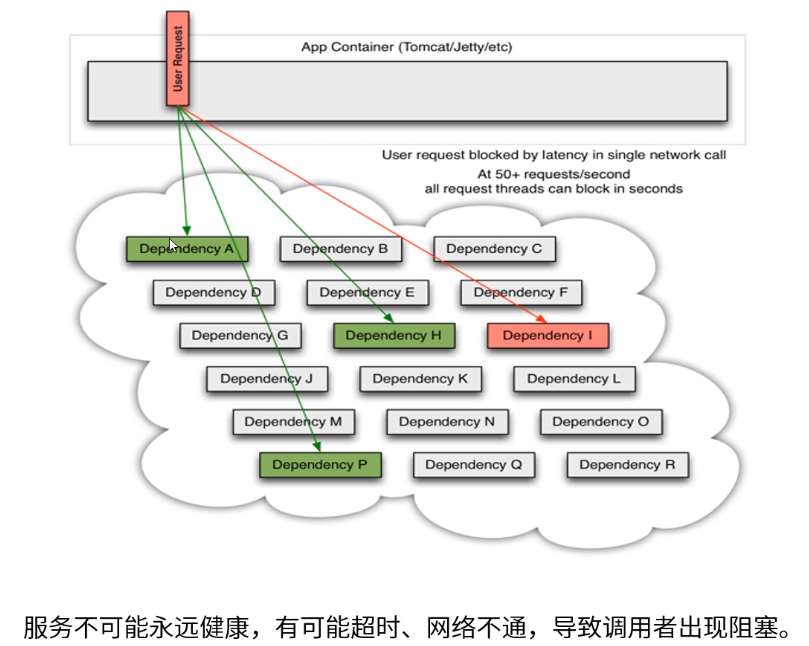 User Request
App Container (Tomcat/Jetty/etc)
User request blocked by latency in single network call
At 50+ requests/second
all request threads can block in seconds
Dependency A
Dependency B
Dependency C
Dependency D
Dependency E
Dependency F
Dependency G
Dependency H
Dependency I
Dependency J
Dependency K
Dependency L
Dependency M
Dependency N
Dependency O
Dependency P
Dependency Q
Dependency R
服务不可能永远健康，有可能超时、网络不通，导致调用者出现阻塞。